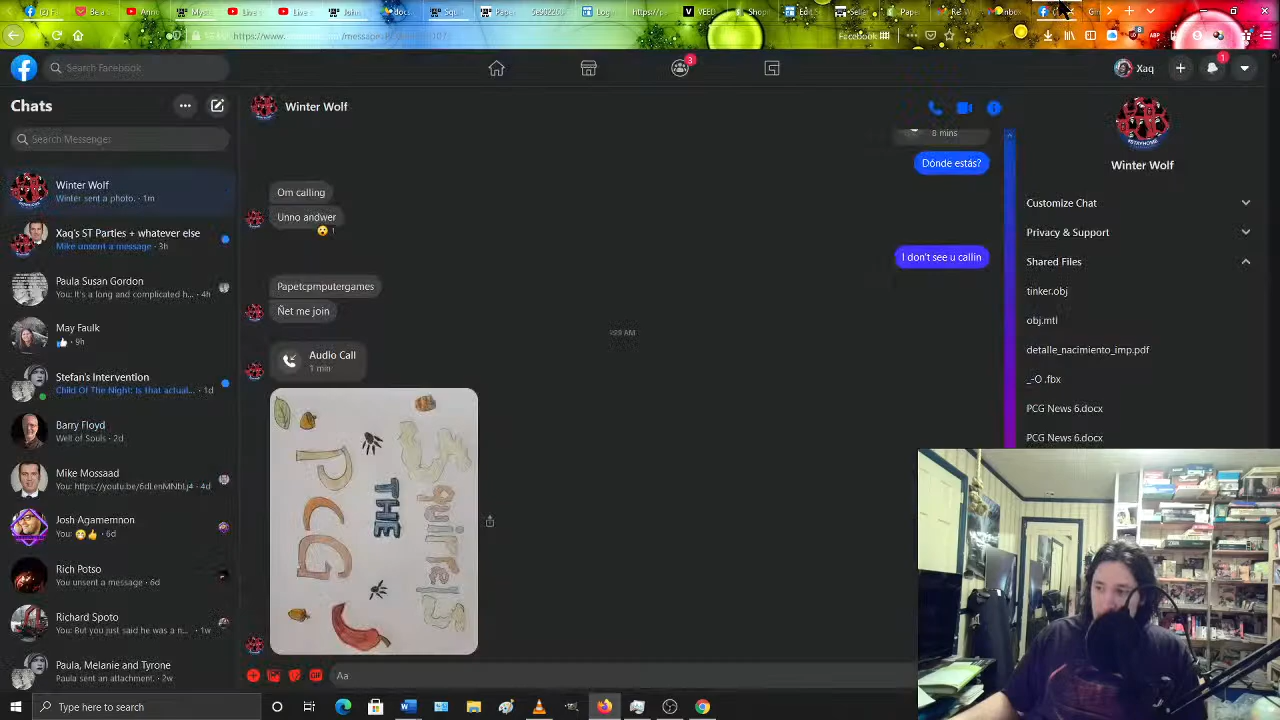 Search Facebook
3
Xaq
1
Chats
Search Messenger
Winter Wolf
Winter sent a photo. · 1m
Xaq's ST Parties + whatever else
Mike unsent a message · 3h
Paula Susan Gordon
You: It's a long and complicated h... · 4h
May Faulk
9h
Stefan's Intervention
Child Of The Night: Is that actual... · 1d
Barry Floyd
Well of Souls · 2d
Mike Mossaad
You: https://youtu.be/6dLenMNbLj4 · 4d
Josh Agamemnon
You: · 6d
Rich Potso
You unsent a message · 6d
Richard Spoto
You: But you just said he was a n... · 1w
Paula, Melanie and Tyrone
Paula sent an attachment. · 2w
Winter Wolf
8 mins
Dónde estás?
Om calling
Unno andwer
1
I don't see u callin
Papetcpmputergames
Ñet me join
Audio Call
1 min
Squirrels
THE
PCG
Aa
#STAYHOME
Winter Wolf
Customize Chat
Privacy & Support
Shared Files
tinker.obj
obj.mtl
detalle_nacimiento_imp.pdf
_-O .fbx
PCG News 6.docx
PCG News 6.docx
Type here to search